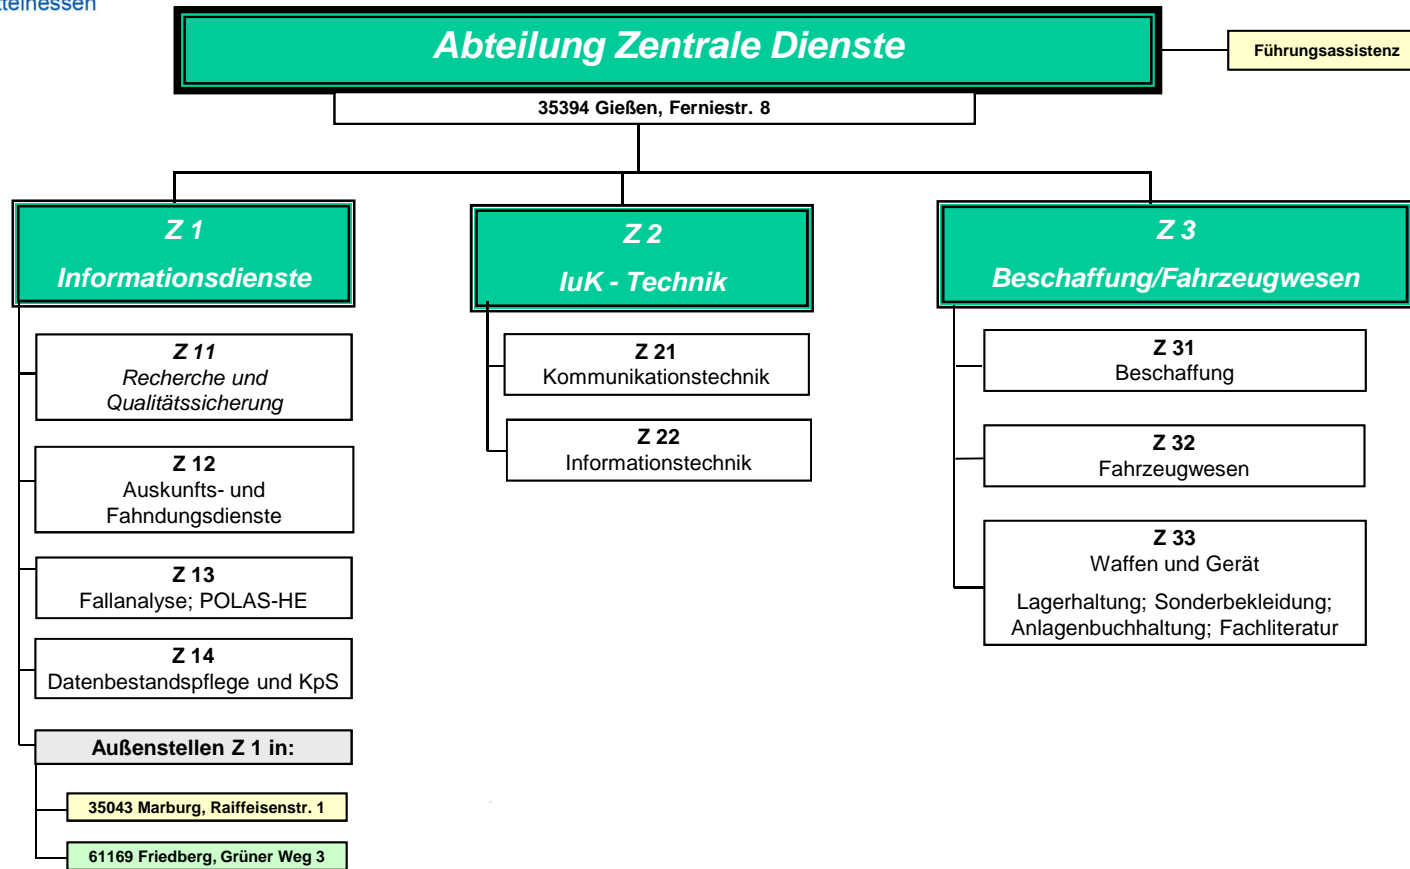 Abteilung Zentrale Dienste
Führungsassistenz
35394 Gießen, Ferniestr. 8
Z 1
Informationsdienste
Z 11
Recherche und
Qualitätssicherung
Z 12
Auskunfts- und
Fahndungsdienste
Z 13
Fallanalyse; POLAS-HE
Z 14
Datenbestandspflege und KpS
Außenstellen Z 1 in:
35043 Marburg, Raiffeisenstr. 1
61169 Friedberg, Grüner Weg 3
Z 2
IuK - Technik
Z 21
Kommunikationstechnik
Z 22
Informationstechnik
Z 3
Beschaffung/Fahrzeugwesen
Z 31
Beschaffung
Z 32
Fahrzeugwesen
Z 33
Waffen und Gerät
Lagerhaltung; Sonderbekleidung;
Anlagenbuchhaltung; Fachliteratur